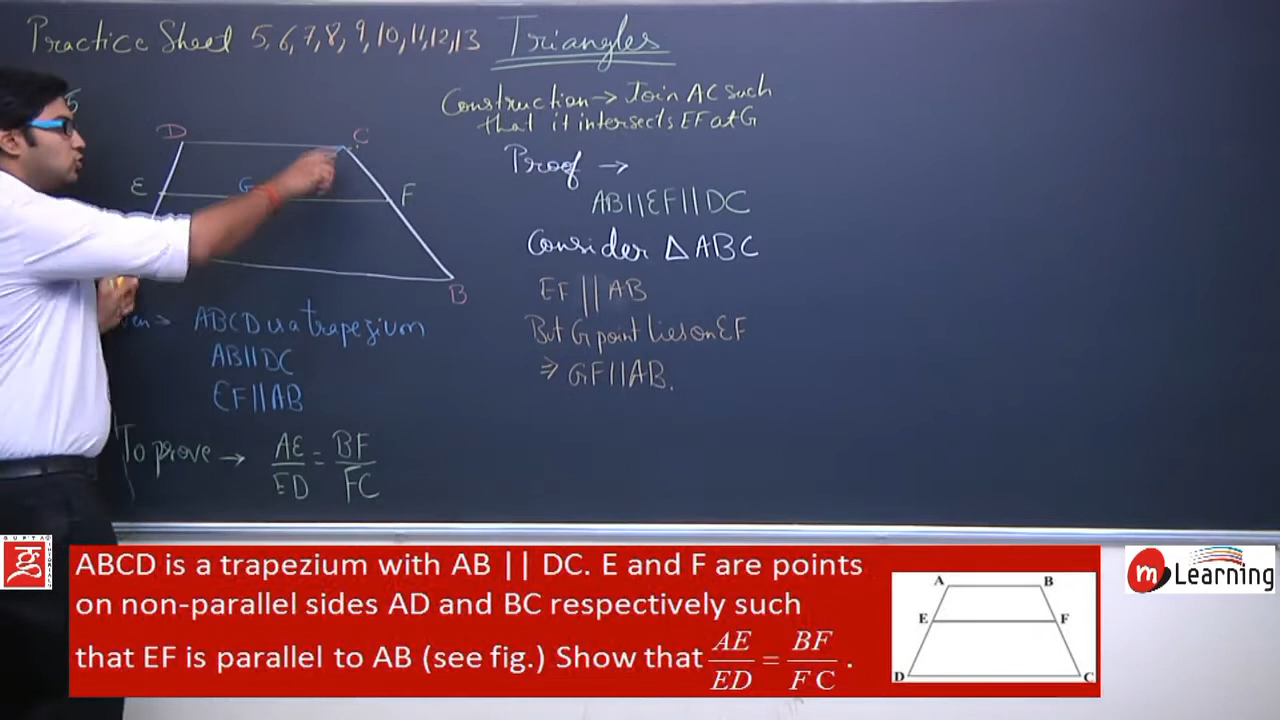 Practice Sheet 5,6,7,8,9,10,11,12,13 Triangles
5
D
C
E
G
F
B
ABCD is a trapezium
AB||DC
EF||AB
To prove → AE/ED = BF/FC
Construction → Join AC such
that it intersects EF at G
Proof →
AB||EF||DC
Consider △ABC
EF || AB
But G point lies on EF
⇒ GF||AB.
GUPTA
ABCD is a trapezium with AB || DC. E and F are points
on non-parallel sides AD and BC respectively such
that EF is parallel to AB (see fig.) Show that AE/ED = BF/FC .
A
B
E
F
D
C
m Learning